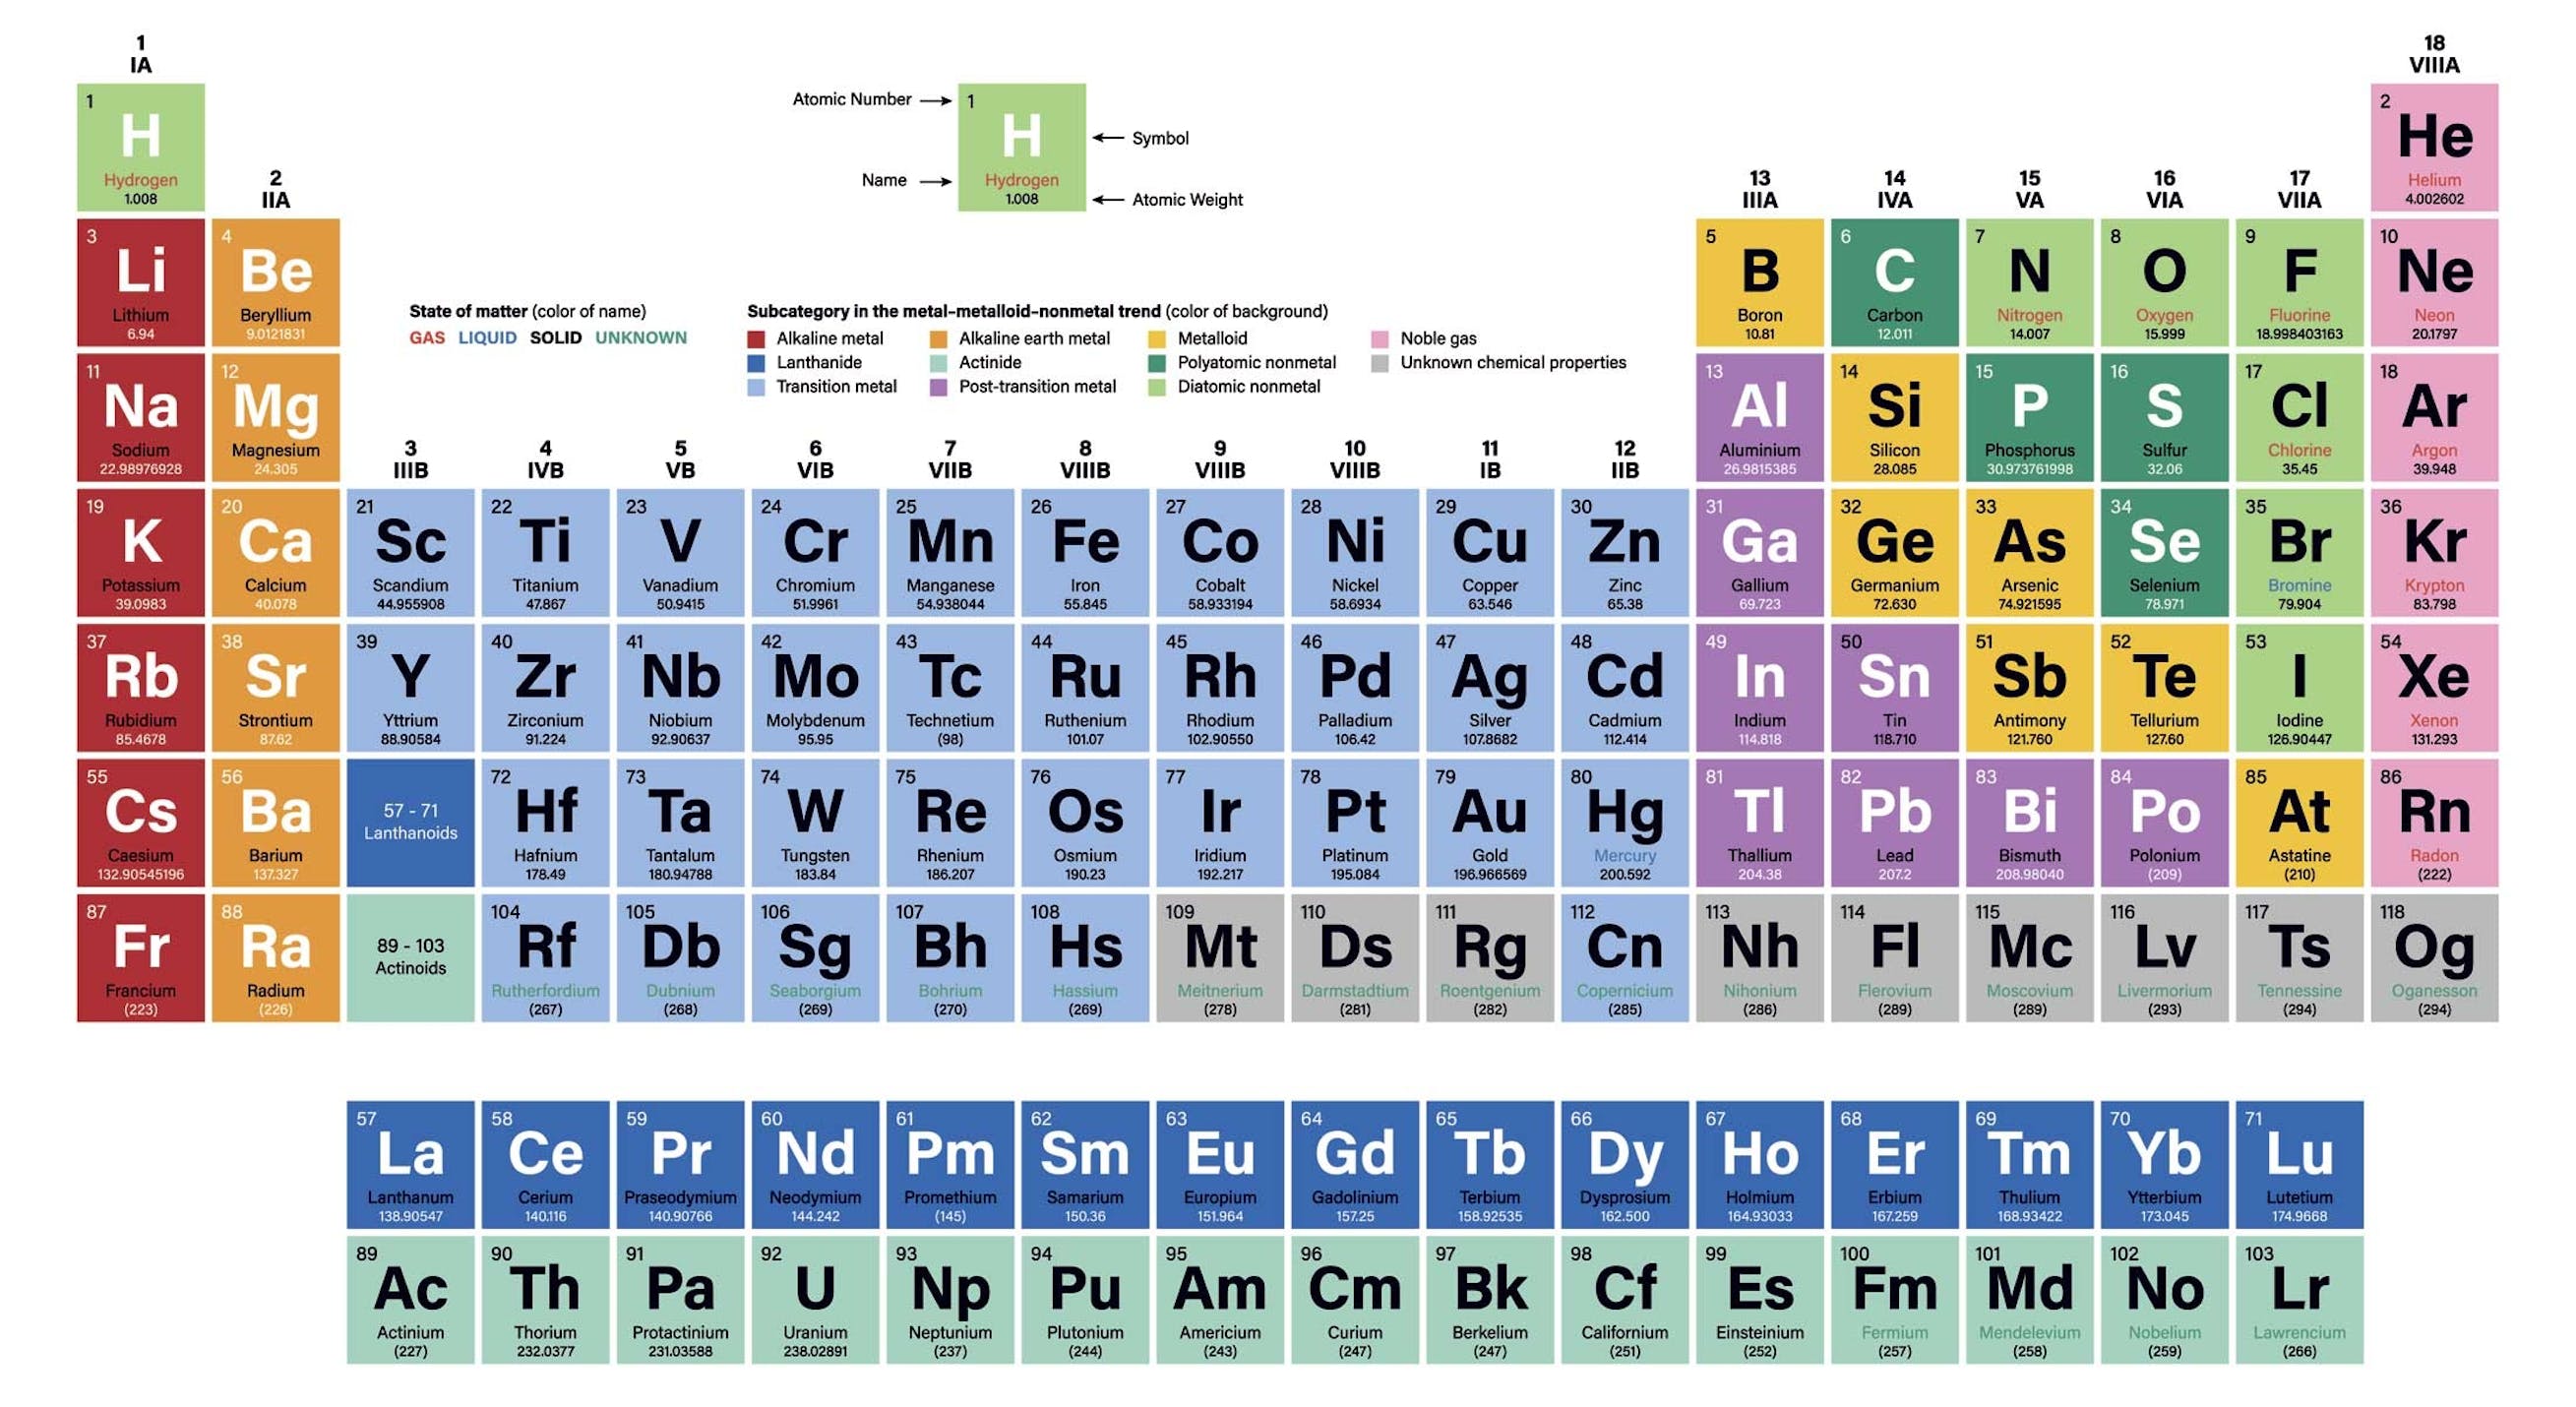 1
IA
18
VIIIA
1
H
Hydrogen
1.008
Atomic Number
Name
1
H
Hydrogen
1.008
Symbol
Atomic Weight
2
He
Helium
4.002602
2
IIA
13
IIIA
14
IVA
15
VA
16
VIA
17
VIIA
3
Li
Lithium
6.94
4
Be
Beryllium
9.0121831
State of matter (color of name)
GAS LIQUID SOLID UNKNOWN
Subcategory in the metal–metalloid–nonmetal trend (color of background)
Alkaline metal
Lanthanide
Transition metal
Alkaline earth metal
Actinide
Post-transition metal
Metalloid
Polyatomic nonmetal
Diatomic nonmetal
Noble gas
Unknown chemical properties
5
B
Boron
10.81
6
C
Carbon
12.011
7
N
Nitrogen
14.007
8
O
Oxygen
15.999
9
F
Fluorine
18.998403163
10
Ne
Neon
20.1797
11
Na
Sodium
22.98976928
12
Mg
Magnesium
24.305
13
Al
Aluminium
26.9815385
14
Si
Silicon
28.085
15
P
Phosphorus
30.973761998
16
S
Sulfur
32.06
17
Cl
Chlorine
35.45
18
Ar
Argon
39.948
3
IIIB
4
IVB
5
VB
6
VIB
7
VIIB
8
VIIIB
9
VIIIB
10
VIIIB
11
IB
12
IIB
19
K
Potassium
39.0983
20
Ca
Calcium
40.078
21
Sc
Scandium
44.955908
22
Ti
Titanium
47.867
23
V
Vanadium
50.9415
24
Cr
Chromium
51.9961
25
Mn
Manganese
54.938044
26
Fe
Iron
55.845
27
Co
Cobalt
58.933194
28
Ni
Nickel
58.6934
29
Cu
Copper
63.546
30
Zn
Zinc
65.38
31
Ga
Gallium
69.723
32
Ge
Germanium
72.630
33
As
Arsenic
74.921595
34
Se
Selenium
78.971
35
Br
Bromine
79.904
36
Kr
Krypton
83.798
37
Rb
Rubidium
85.4678
38
Sr
Strontium
87.62
39
Y
Yttrium
88.90584
40
Zr
Zirconium
91.224
41
Nb
Niobium
92.90637
42
Mo
Molybdenum
95.95
43
Tc
Technetium
(98)
44
Ru
Ruthenium
101.07
45
Rh
Rhodium
102.90550
46
Pd
Palladium
106.42
47
Ag
Silver
107.8682
48
Cd
Cadmium
112.414
49
In
Indium
114.818
50
Sn
Tin
118.710
51
Sb
Antimony
121.760
52
Te
Tellurium
127.60
53
I
Iodine
126.90447
54
Xe
Xenon
131.293
55
Cs
Caesium
132.90545196
56
Ba
Barium
137.327
57 - 71
Lanthanoids
72
Hf
Hafnium
178.49
73
Ta
Tantalum
180.94788
74
W
Tungsten
183.84
75
Re
Rhenium
186.207
76
Os
Osmium
190.23
77
Ir
Iridium
192.217
78
Pt
Platinum
195.084
79
Au
Gold
196.966569
80
Hg
Mercury
200.592
81
Tl
Thallium
204.38
82
Pb
Lead
207.2
83
Bi
Bismuth
208.98040
84
Po
Polonium
(209)
85
At
Astatine
(210)
86
Rn
Radon
(222)
87
Fr
Francium
(223)
88
Ra
Radium
(226)
89 - 103
Actinoids
104
Rf
Rutherfordium
(267)
105
Db
Dubnium
(268)
106
Sg
Seaborgium
(269)
107
Bh
Bohrium
(270)
108
Hs
Hassium
(269)
109
Mt
Meitnerium
(278)
110
Ds
Darmstadtium
(281)
111
Rg
Roentgenium
(282)
112
Cn
Copernicium
(285)
113
Nh
Nihonium
(286)
114
Fl
Flerovium
(289)
115
Mc
Moscovium
(289)
116
Lv
Livermorium
(293)
117
Ts
Tennessine
(294)
118
Og
Oganesson
(294)
57
La
Lanthanum
138.90547
58
Ce
Cerium
140.116
59
Pr
Praseodymium
140.90766
60
Nd
Neodymium
144.242
61
Pm
Promethium
(145)
62
Sm
Samarium
150.36
63
Eu
Europium
151.964
64
Gd
Gadolinium
157.25
65
Tb
Terbium
158.92535
66
Dy
Dysprosium
162.500
67
Ho
Holmium
164.93033
68
Er
Erbium
167.259
69
Tm
Thulium
168.93422
70
Yb
Ytterbium
173.045
71
Lu
Lutetium
174.9668
89
Ac
Actinium
(227)
90
Th
Thorium
232.0377
91
Pa
Protactinium
231.03588
92
U
Uranium
238.02891
93
Np
Neptunium
(237)
94
Pu
Plutonium
(244)
95
Am
Americium
(243)
96
Cm
Curium
(247)
97
Bk
Berkelium
(247)
98
Cf
Californium
(251)
99
Es
Einsteinium
(252)
100
Fm
Fermium
(257)
101
Md
Mendelevium
(258)
102
No
Nobelium
(259)
103
Lr
Lawrencium
(266)